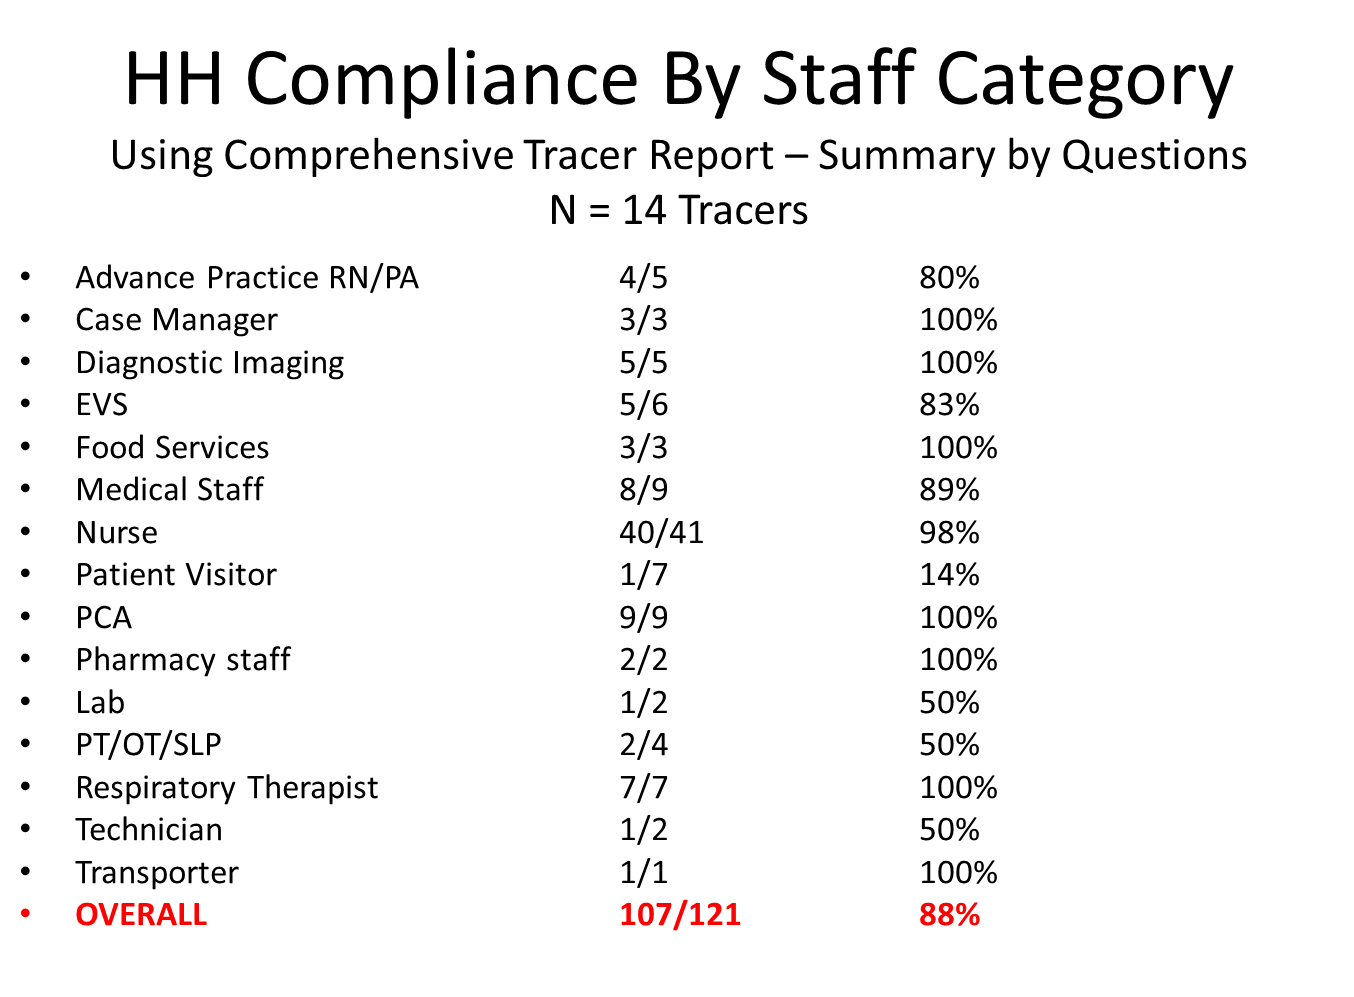 HH Compliance By Staff Category
Using Comprehensive Tracer Report – Summary by Questions
N = 14 Tracers
• Advance Practice RN/PA 4/5 80%
• Case Manager 3/3 100%
• Diagnostic Imaging 5/5 100%
• EVS 5/6 83%
• Food Services 3/3 100%
• Medical Staff 8/9 89%
• Nurse 40/41 98%
• Patient Visitor 1/7 14%
• PCA 9/9 100%
• Pharmacy staff 2/2 100%
• Lab 1/2 50%
• PT/OT/SLP 2/4 50%
• Respiratory Therapist 7/7 100%
• Technician 1/2 50%
• Transporter 1/1 100%
• OVERALL 107/121 88%